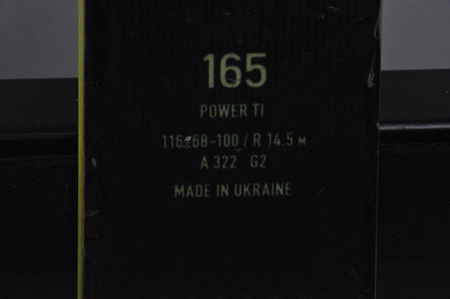 165
POWER TI
116-68-100 / R 14.5 M
A 322 G2
MADE IN UKRAINE